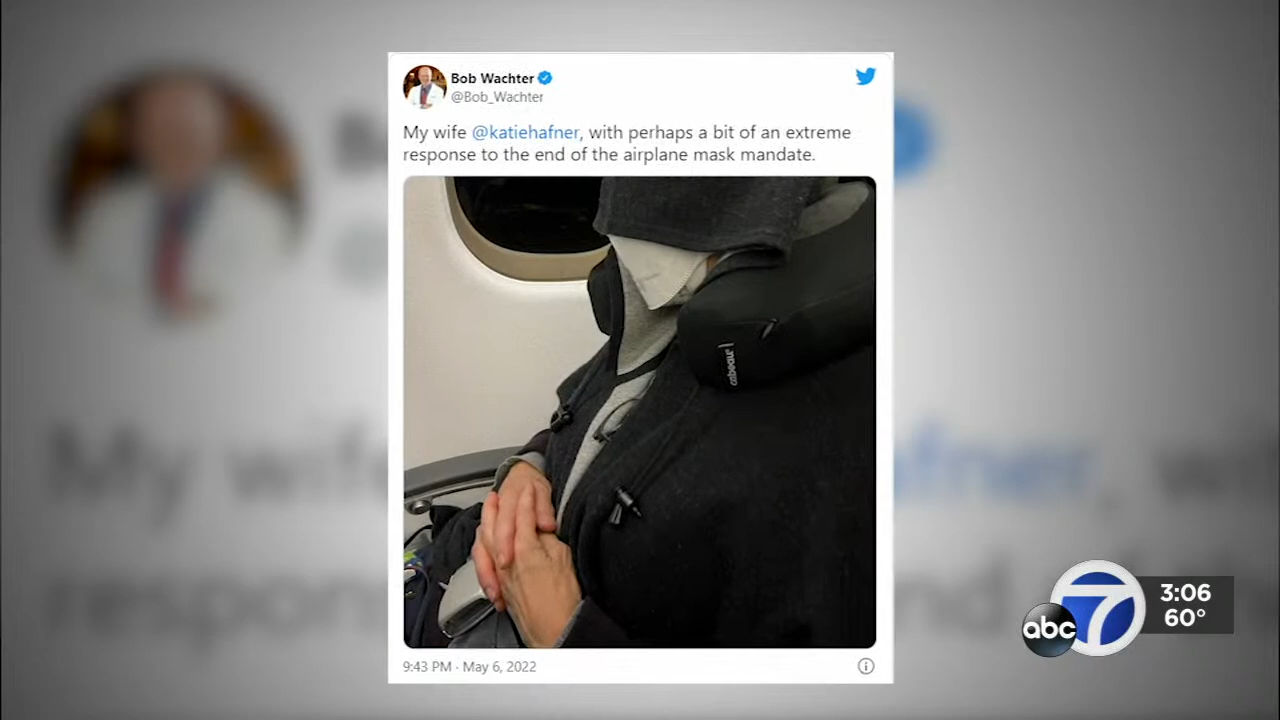 Bob Wachter
@Bob_Wachter
My wife @katiehafner, with perhaps a bit of an extreme
response to the end of the airplane mask mandate.
cabeau
9:43 PM · May 6, 2022
abc 7
3:06
60°